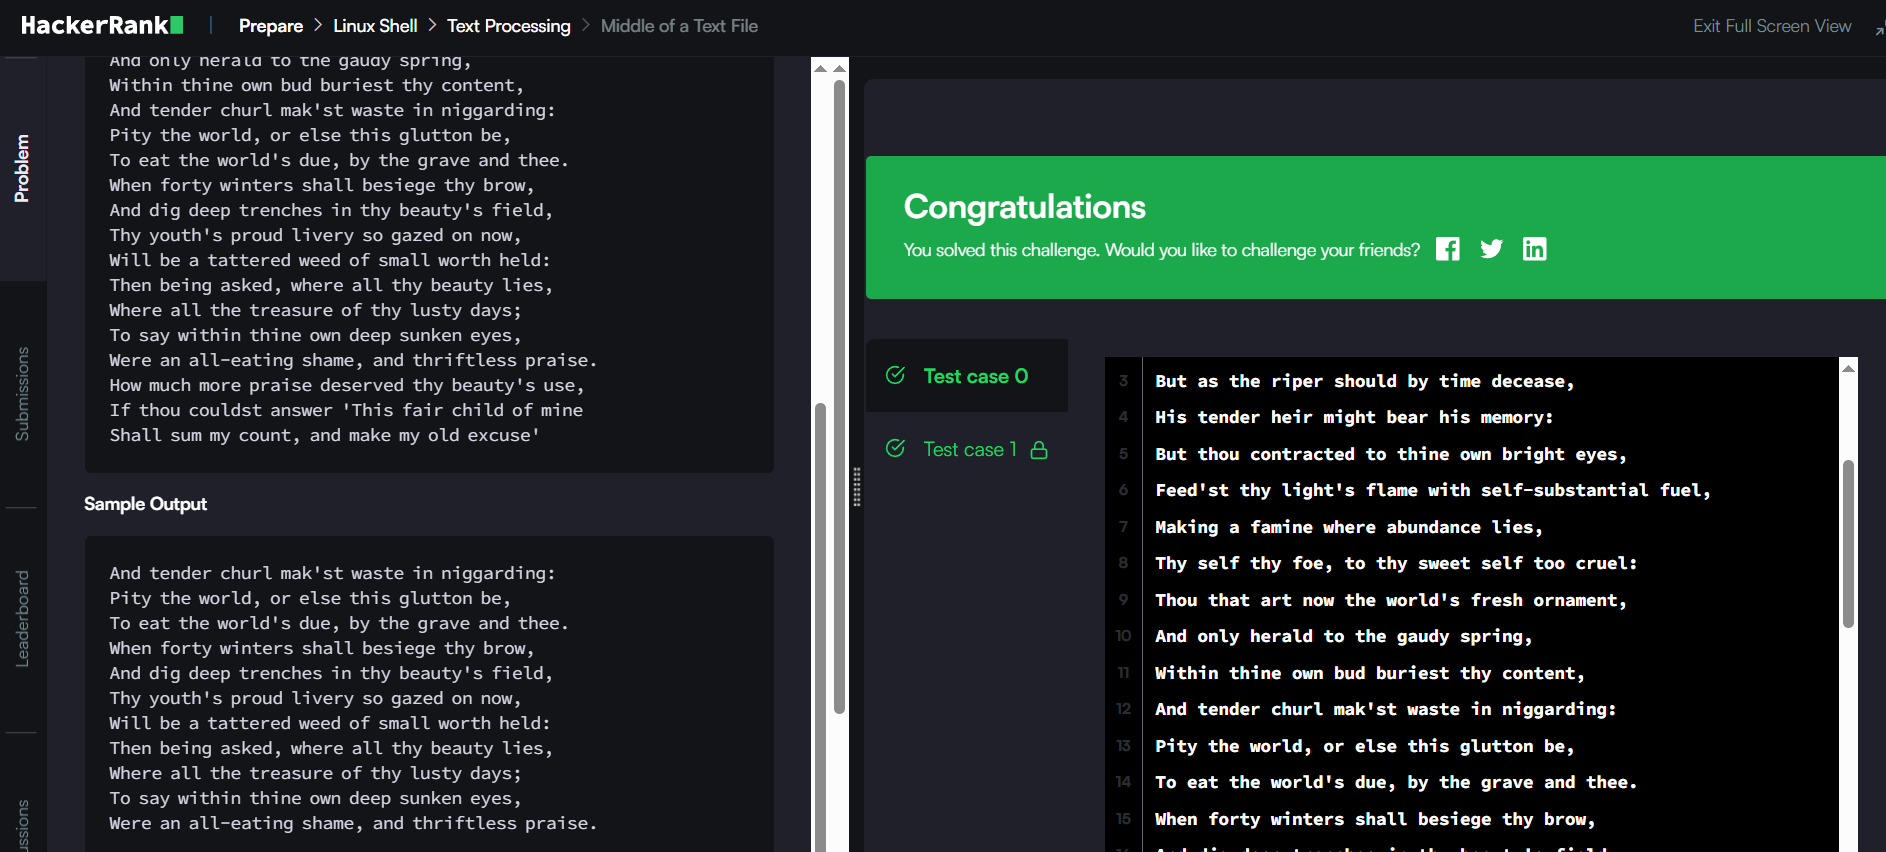 HackerRank
Prepare > Linux Shell > Text Processing > Middle of a Text File
Exit Full Screen View
Problem
Submissions
Leaderboard
And only herald to the gaudy spring,
Within thine own bud buriest thy content,
And tender churl mak'st waste in niggarding:
Pity the world, or else this glutton be,
To eat the world's due, by the grave and thee.
When forty winters shall besiege thy brow,
And dig deep trenches in thy beauty's field,
Thy youth's proud livery so gazed on now,
Will be a tattered weed of small worth held:
Then being asked, where all thy beauty lies,
Where all the treasure of thy lusty days;
To say within thine own deep sunken eyes,
Were an all-eating shame, and thriftless praise.
How much more praise deserved thy beauty's use,
If thou couldst answer 'This fair child of mine
Shall sum my count, and make my old excuse'
Sample Output
And tender churl mak'st waste in niggarding:
Pity the world, or else this glutton be,
To eat the world's due, by the grave and thee.
When forty winters shall besiege thy brow,
And dig deep trenches in thy beauty's field,
Thy youth's proud livery so gazed on now,
Will be a tattered weed of small worth held:
Then being asked, where all thy beauty lies,
Where all the treasure of thy lusty days;
To say within thine own deep sunken eyes,
Were an all-eating shame, and thriftless praise.
Congratulations
You solved this challenge. Would you like to challenge your friends?
Test case 0
Test case 1
3 But as the riper should by time decease,
4 His tender heir might bear his memory:
5 But thou contracted to thine own bright eyes,
6 Feed'st thy light's flame with self-substantial fuel,
7 Making a famine where abundance lies,
8 Thy self thy foe, to thy sweet self too cruel:
9 Thou that art now the world's fresh ornament,
10 And only herald to the gaudy spring,
11 Within thine own bud buriest thy content,
12 And tender churl mak'st waste in niggarding:
13 Pity the world, or else this glutton be,
14 To eat the world's due, by the grave and thee.
15 When forty winters shall besiege thy brow,